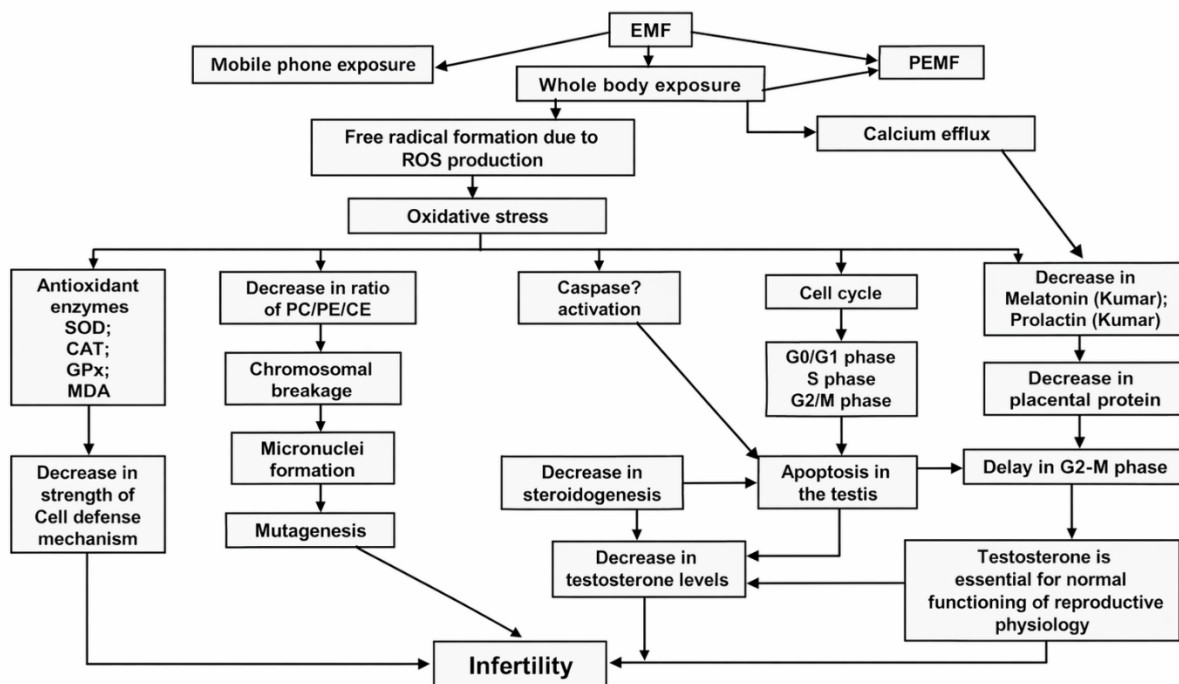 EMF
Mobile phone exposure
PEMF
Whole body exposure
Free radical formation due to
ROS production
Calcium efflux
Oxidative stress
Antioxidant
enzymes
SOD;
CAT;
GPx;
MDA
Decrease in ratio
of PC/PE/CE
Caspase?
activation
Cell cycle
Decrease in
Melatonin (Kumar);
Prolactin (Kumar)
Chromosomal
breakage
G0/G1 phase
S phase
G2/M phase
Decrease in
placental protein
Decrease in
strength of
Cell defense
mechanism
Micronuclei
formation
Decrease in
steroidogenesis
Apoptosis in
the testis
Delay in G2-M phase
Mutagenesis
Decrease in
testosterone levels
Testosterone is
essential for normal
functioning of reproductive
physiology
Infertility